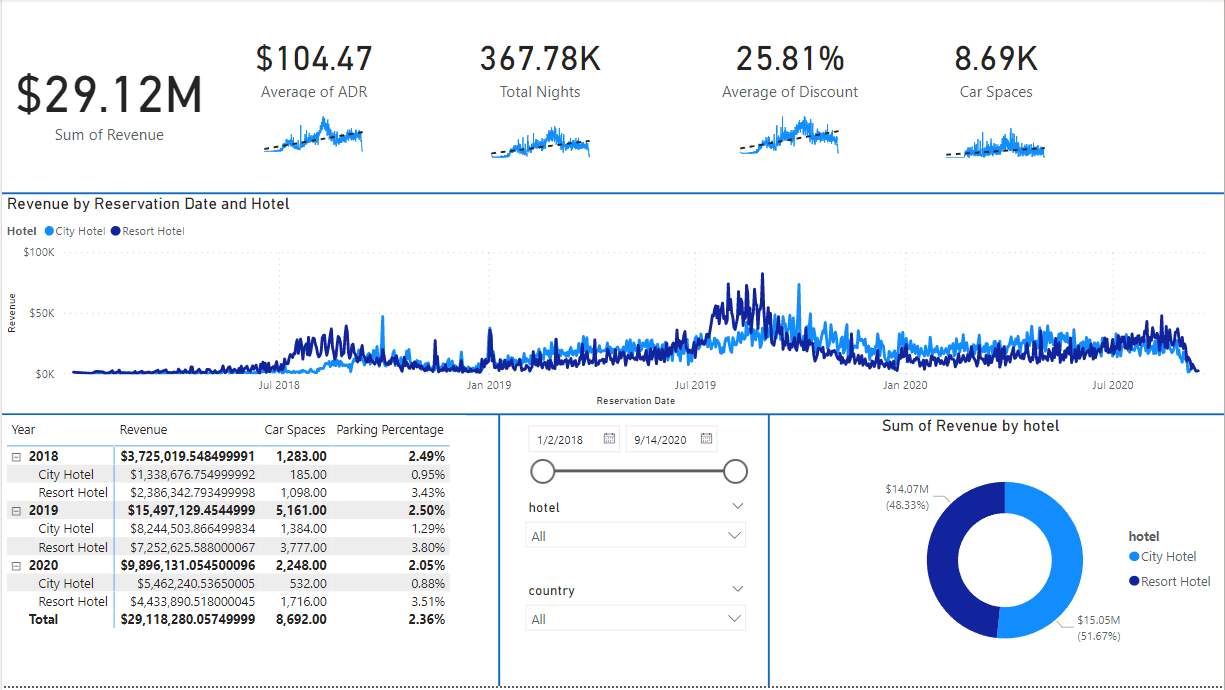 $29.12M
Sum of Revenue
$104.47
Average of ADR
367.78K
Total Nights
25.81%
Average of Discount
8.69K
Car Spaces
Revenue by Reservation Date and Hotel
Hotel City Hotel Resort Hotel
$100K
$50K
$0K
Revenue
Jul 2018 Jan 2019 Jul 2019 Jan 2020 Jul 2020
Reservation Date
Year Revenue Car Spaces Parking Percentage
2018 $3,725,019.548499991 1,283.00 2.49%
City Hotel $1,338,676.754999992 185.00 0.95%
Resort Hotel $2,386,342.793499998 1,098.00 3.43%
2019 $15,497,129.4544999 5,161.00 2.50%
City Hotel $8,244,503.866499834 1,384.00 1.29%
Resort Hotel $7,252,625.588000067 3,777.00 3.80%
2020 $9,896,131.054500096 2,248.00 2.05%
City Hotel $5,462,240.53650005 532.00 0.88%
Resort Hotel $4,433,890.518000045 1,716.00 3.51%
Total $29,118,280.05749999 8,692.00 2.36%
1/2/2018 9/14/2020
hotel
All
country
All
Sum of Revenue by hotel
$14.07M
(48.33%)
$15.05M
(51.67%)
hotel
City Hotel
Resort Hotel